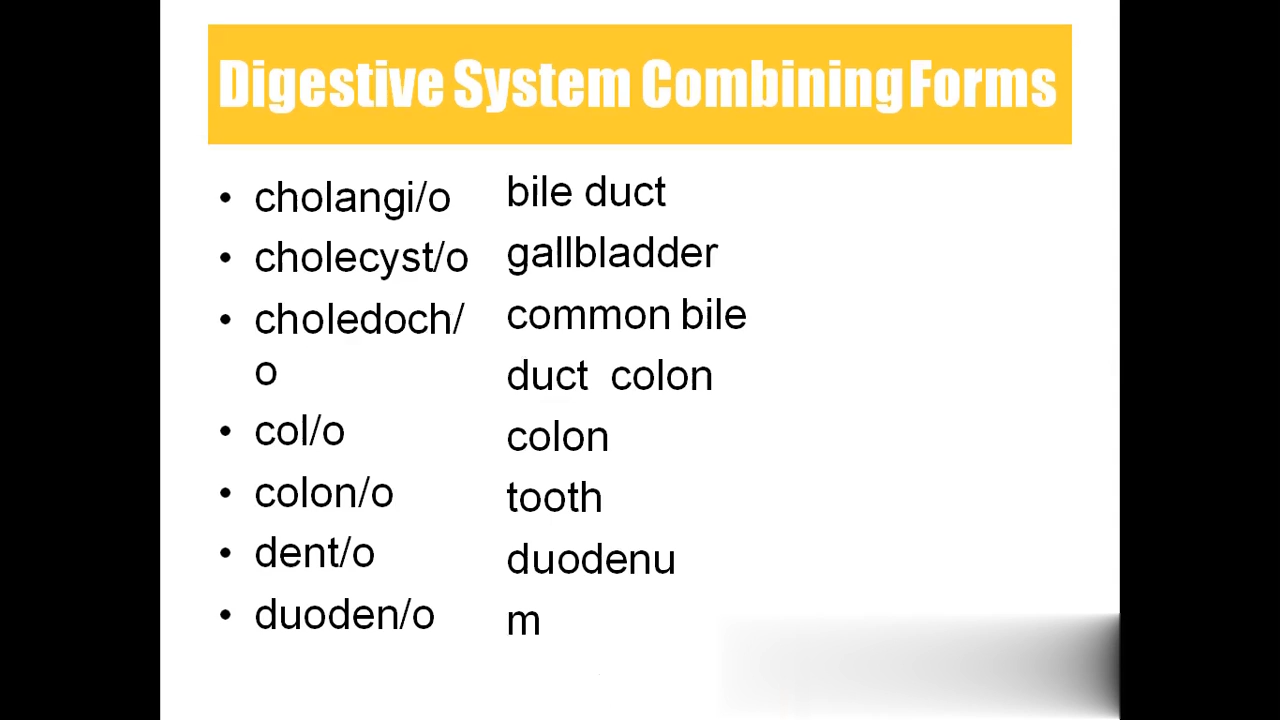 Digestive System Combining Forms
• cholangi/o
• cholecyst/o
• choledoch/
o
• col/o
• colon/o
• dent/o
• duoden/o
bile duct
gallbladder
common bile
duct colon
colon
tooth
duodenu
m